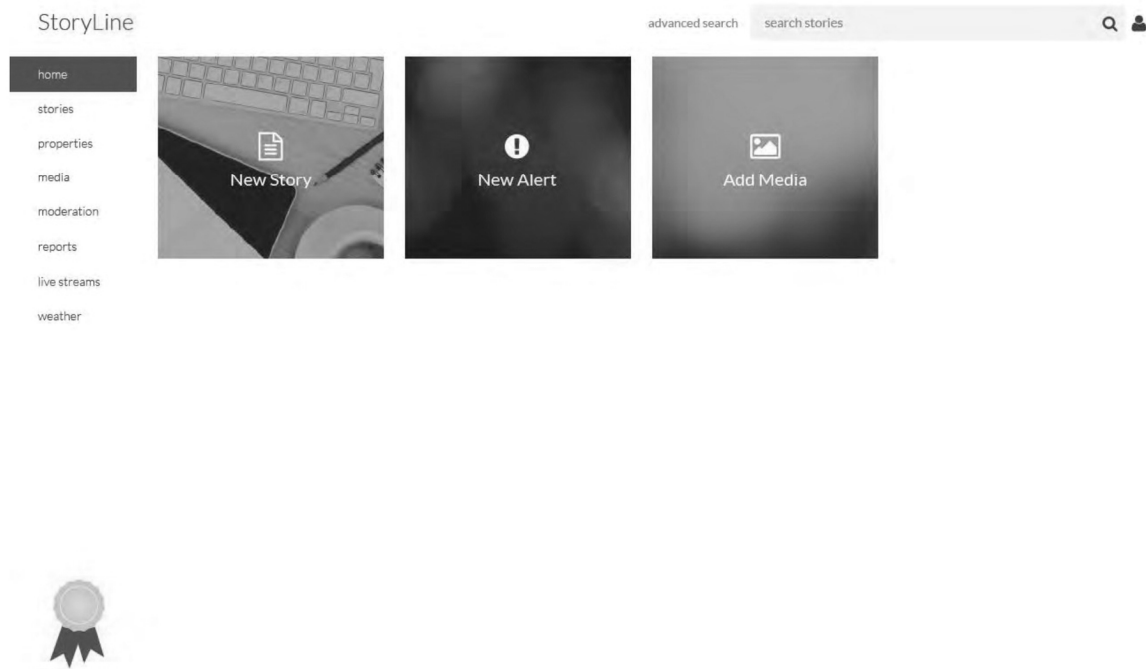 StoryLine
advanced search
search stories
home
stories
properties
media
moderation
reports
live streams
weather
New Story
New Alert
Add Media